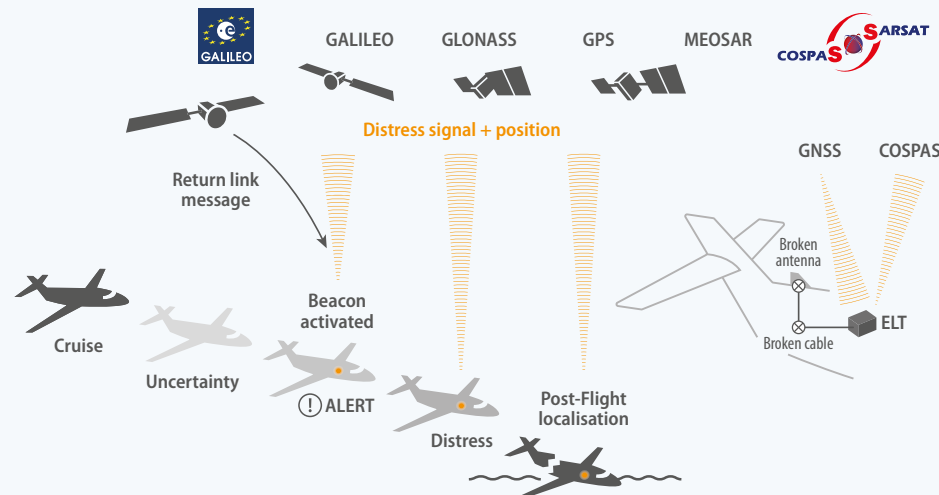 GALILEO
GALILEO
GLONASS
GPS
MEOSAR
COSPAS SARSAT
Distress signal + position
GNSS
COSPAS
Return link
message
Broken
antenna
Beacon
activated
ELT
Broken cable
Cruise
Uncertainty
! ALERT
Post-Flight
localisation
Distress